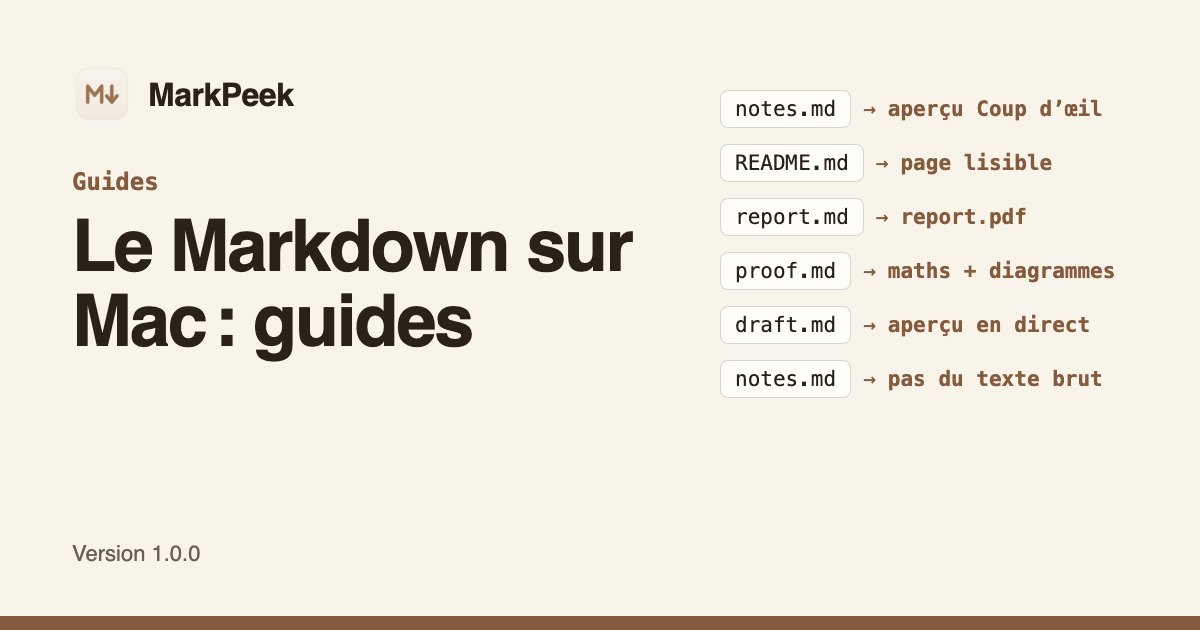 M↓ MarkPeek
Guides
Le Markdown sur
Mac : guides
notes.md → aperçu Coup d’œil
README.md → page lisible
report.md → report.pdf
proof.md → maths + diagrammes
draft.md → aperçu en direct
notes.md → pas du texte brut
Version 1.0.0